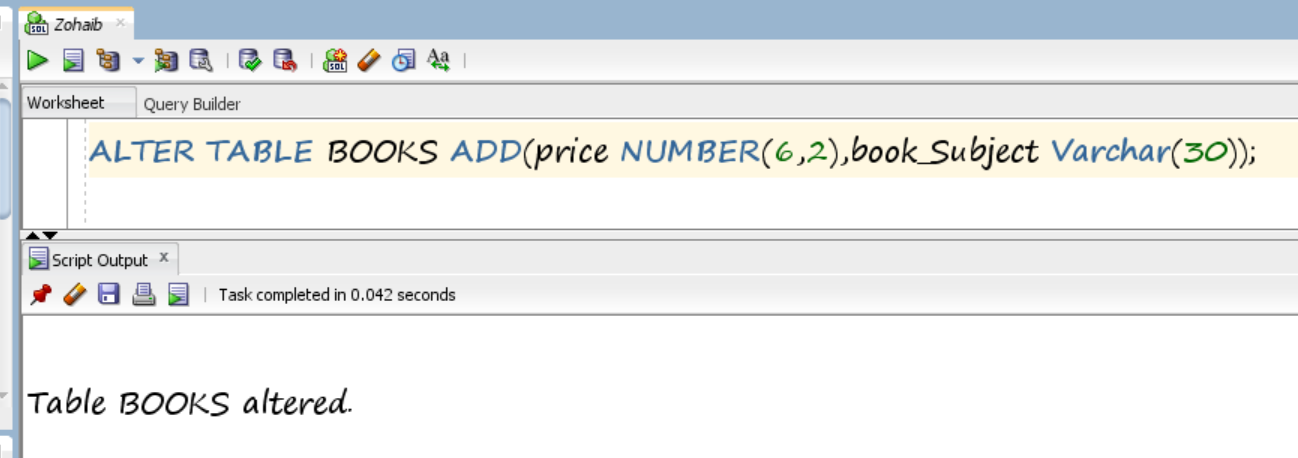 Zohaib
Worksheet Query Builder
ALTER TABLE BOOKS ADD(price NUMBER(6,2),book_Subject Varchar(30));
Script Output
Task completed in 0.042 seconds
Table BOOKS altered.